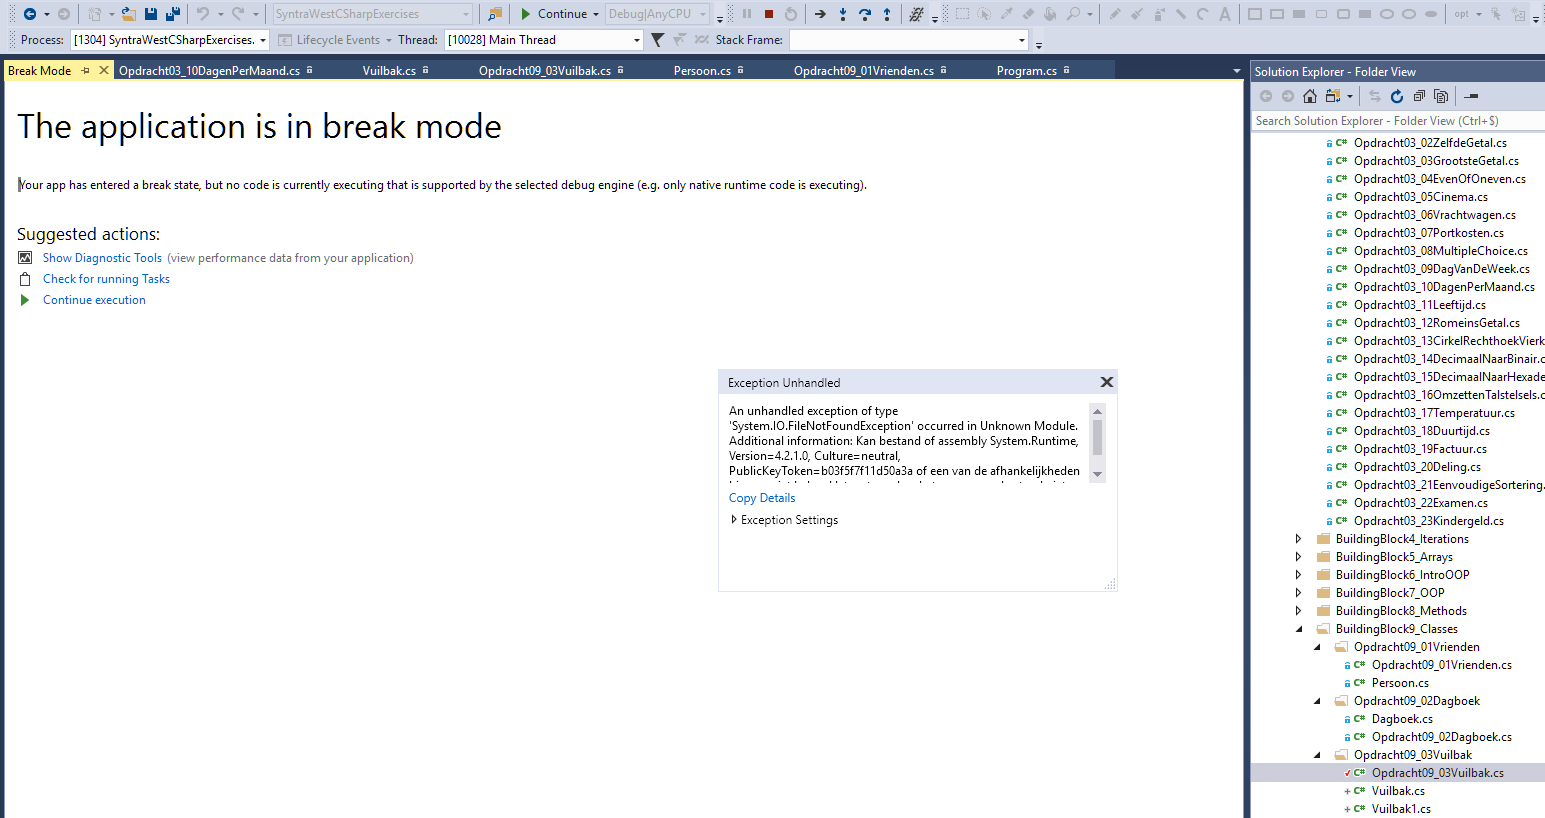 SyntraWestCSharpExercises
Continue
Debug|AnyCPU
opt
Process: [1304] SyntraWestCSharpExercises. Lifecycle Events Thread: [10028] Main Thread Stack Frame:
Break Mode Opdracht03_10DagenPerMaand.cs Vuilbak.cs Opdracht09_03Vuilbak.cs Persoon.cs Opdracht09_01Vrienden.cs Program.cs
The application is in break mode
Your app has entered a break state, but no code is currently executing that is supported by the selected debug engine (e.g. only native runtime code is executing).
Suggested actions:
Show Diagnostic Tools (view performance data from your application)
Check for running Tasks
Continue execution
Exception Unhandled
An unhandled exception of type
'System.IO.FileNotFoundException' occurred in Unknown Module.
Additional information: Kan bestand of assembly System.Runtime,
Version=4.2.1.0, Culture=neutral,
PublicKeyToken=b03f5f7f11d50a3a of een van de afhankelijkheden
Copy Details
Exception Settings
Solution Explorer - Folder View
Search Solution Explorer - Folder View (Ctrl+$)
C# Opdracht03_02ZelfdeGetal.cs
C# Opdracht03_03GrootsteGetal.cs
C# Opdracht03_04EvenOfOneven.cs
C# Opdracht03_05Cinema.cs
C# Opdracht03_06Vrachtwagen.cs
C# Opdracht03_07Portkosten.cs
C# Opdracht03_08MultipleChoice.cs
C# Opdracht03_09DagVanDeWeek.cs
C# Opdracht03_10DagenPerMaand.cs
C# Opdracht03_11Leeftijd.cs
C# Opdracht03_12RomeinsGetal.cs
C# Opdracht03_13CirkelRechthoekVierk
C# Opdracht03_14DecimaalNaarBinair.c
C# Opdracht03_15DecimaalNaarHexade
C# Opdracht03_16OmzettenTalstelsels.c
C# Opdracht03_17Temperatuur.cs
C# Opdracht03_18Duurtijd.cs
C# Opdracht03_19Factuur.cs
C# Opdracht03_20Deling.cs
C# Opdracht03_21EenvoudigeSortering.
C# Opdracht03_22Examen.cs
C# Opdracht03_23Kindergeld.cs
BuildingBlock4_Iterations
BuildingBlock5_Arrays
BuildingBlock6_IntroOOP
BuildingBlock7_OOP
BuildingBlock8_Methods
BuildingBlock9_Classes
Opdracht09_01Vrienden
C# Opdracht09_01Vrienden.cs
C# Persoon.cs
Opdracht09_02Dagboek
C# Dagboek.cs
C# Opdracht09_02Dagboek.cs
Opdracht09_03Vuilbak
C# Opdracht09_03Vuilbak.cs
+ C# Vuilbak.cs
+ C# Vuilbak1.cs